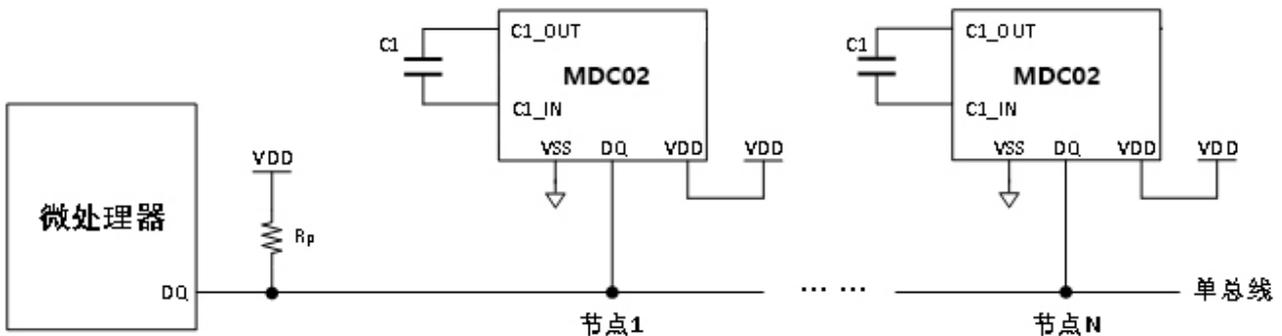 C1
C1_OUT
MDC02
C1_IN
VSS DQ VDD
VDD
C1
C1_OUT
MDC02
C1_IN
VSS DQ VDD
VDD
微处理器
DQ
VDD
Rp
节点1
... ...
节点N
单总线